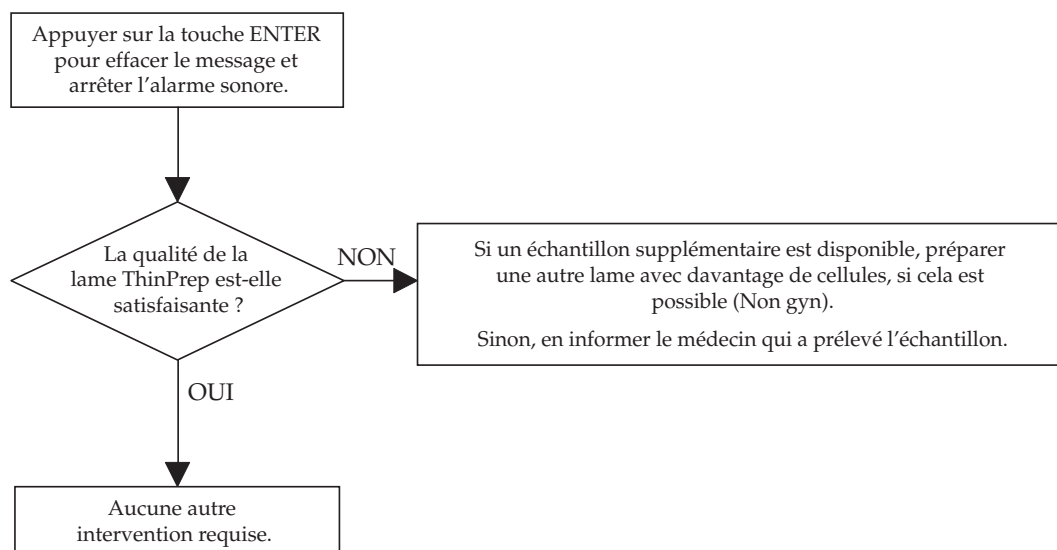 Appuyer sur la touche ENTER
pour effacer le message et
arrêter l’alarme sonore.
La qualité de la
lame ThinPrep est-elle
satisfaisante ?
NON
Si un échantillon supplémentaire est disponible, préparer
une autre lame avec davantage de cellules, si cela est
possible (Non gyn).
Sinon, en informer le médecin qui a prélevé l’échantillon.
OUI
Aucune autre
intervention requise.